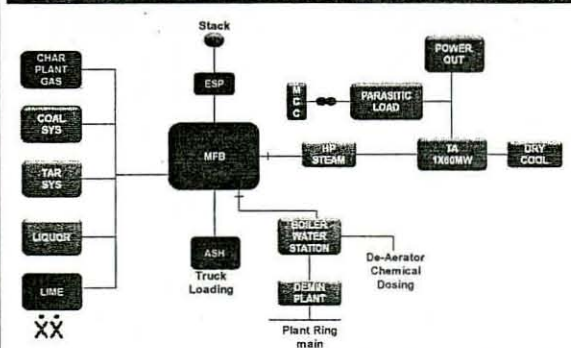 Stack
CHAR
PLANT
GAS
COAL
SYS
TAR
SYS
LIQUOR
LIME
ESP
MFB
ASH
Truck
Loading
M
C
C
PARASITIC
LOAD
POWER
OUT
HP
STEAM
TA
1X60MW
DRY
COOL
BOILER
WATER
STATION
De-Aerator
Chemical
Dosing
DEMIN
PLANT
Plant Ring
main